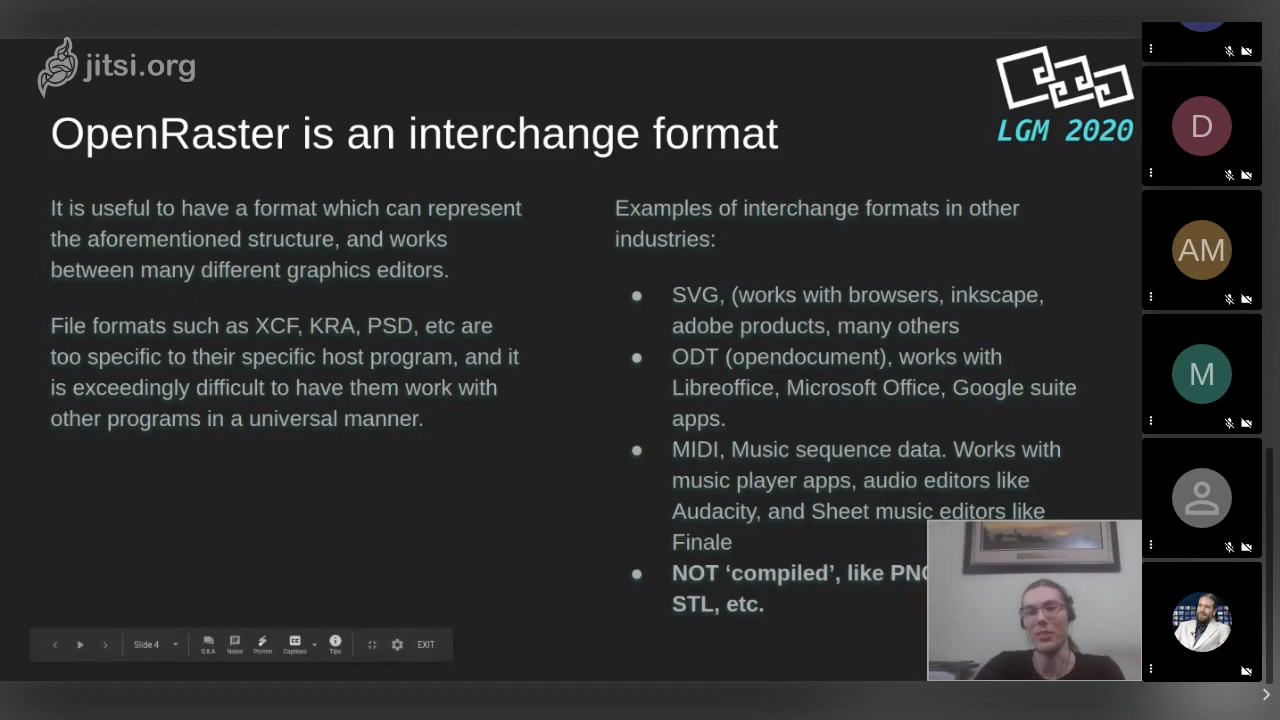 jitsi.org
LGM 2020
OpenRaster is an interchange format
It is useful to have a format which can represent
the aforementioned structure, and works
between many different graphics editors.
File formats such as XCF, KRA, PSD, etc are
too specific to their specific host program, and it
is exceedingly difficult to have them work with
other programs in a universal manner.
Examples of interchange formats in other
industries:
SVG, (works with browsers, inkscape,
adobe products, many others
ODT (opendocument), works with
Libreoffice, Microsoft Office, Google suite
apps.
MIDI, Music sequence data. Works with
music player apps, audio editors like
Audacity, and Sheet music editors like
Finale
NOT ‘compiled’, like
STL, etc.
Slide 4
Q&A
Notes
Pointer
Captions
Tips
EXIT
D
AM
M